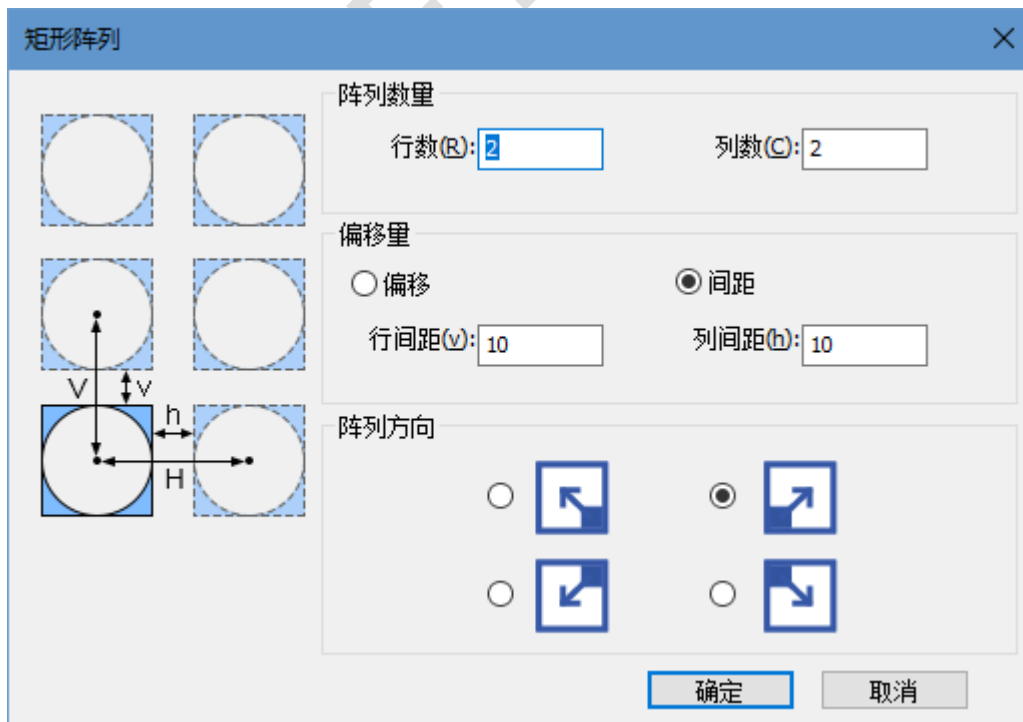 矩形阵列
阵列数量
行数(R): 2 列数(C): 2
偏移量
偏移 间距
行间距(v): 10 列间距(h): 10
V v
h
H
阵列方向
确定 取消